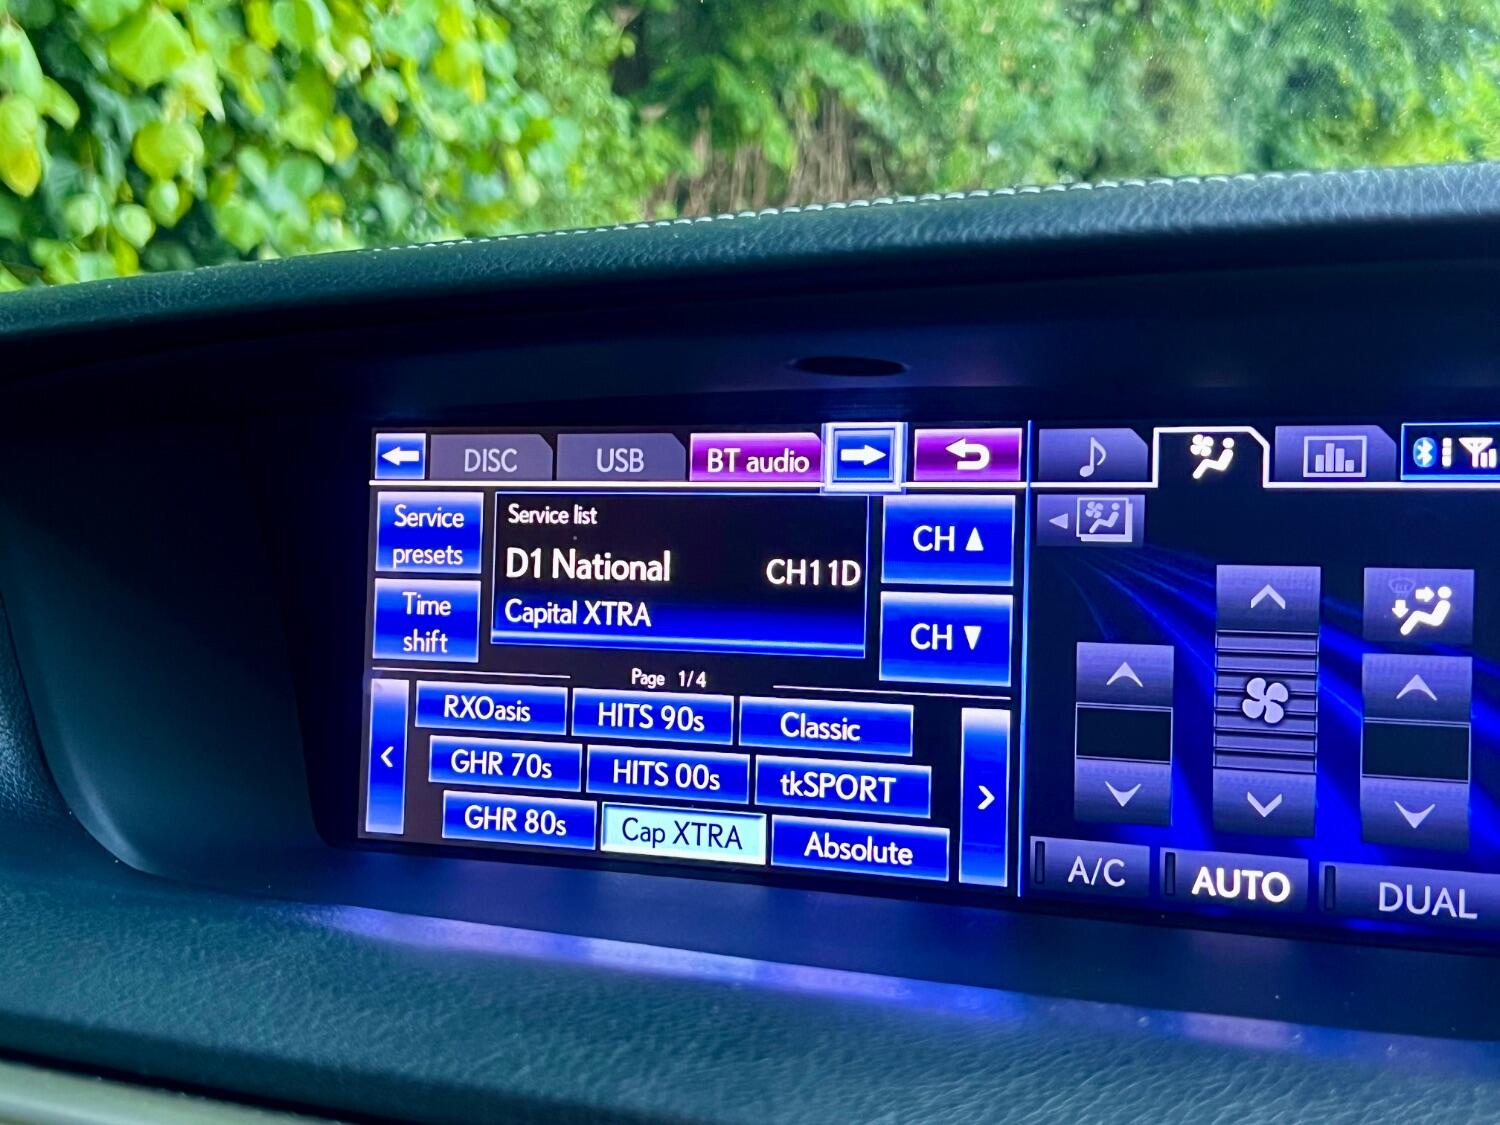 DISC
USB
BT audio
Service
presets
Time
shift
Service list
D1 National
CH11D
Capital XTRA
CH
CH
Page 1/4
RXOasis
HITS 90s
Classic
GHR 70s
HITS 00s
tkSPORT
GHR 80s
Cap XTRA
Absolute
A/C
AUTO
DUAL